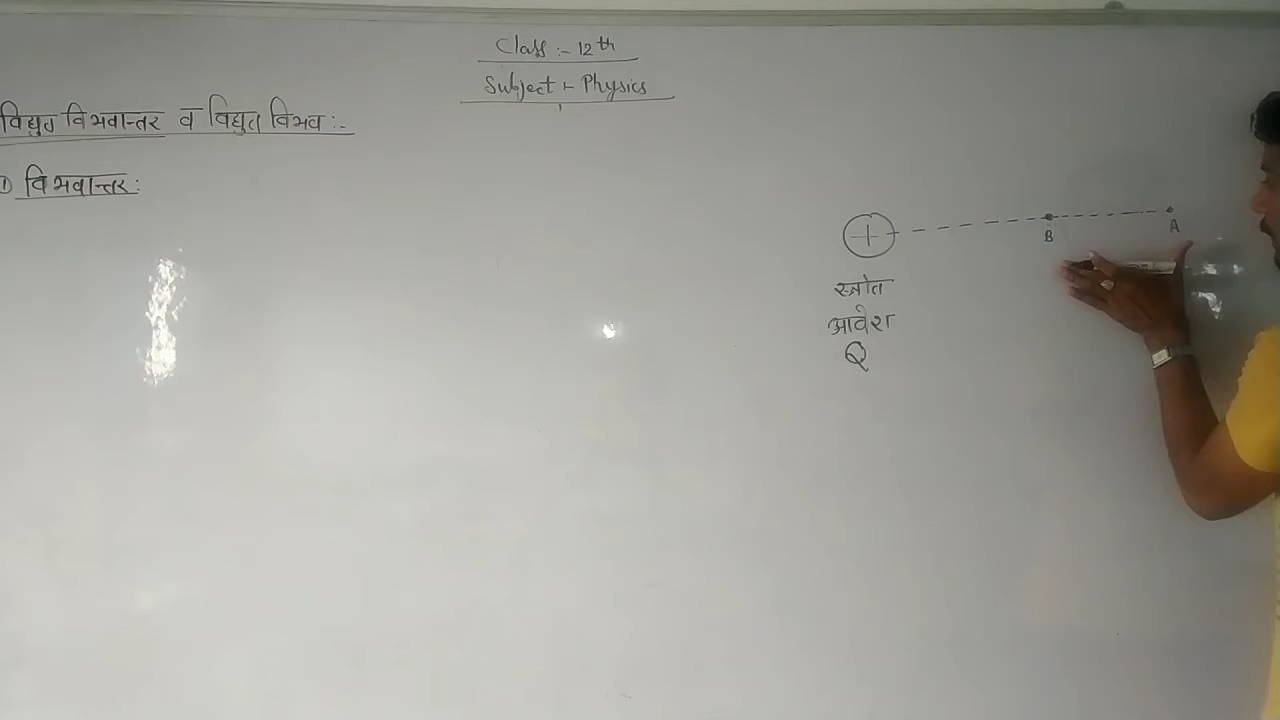 Class :- 12th
Subject :- Physics
विद्युत विभवान्तर व विद्युत विभव :-
① विभवान्तर :
+
B
A
स्त्रोत
आवेश
Q